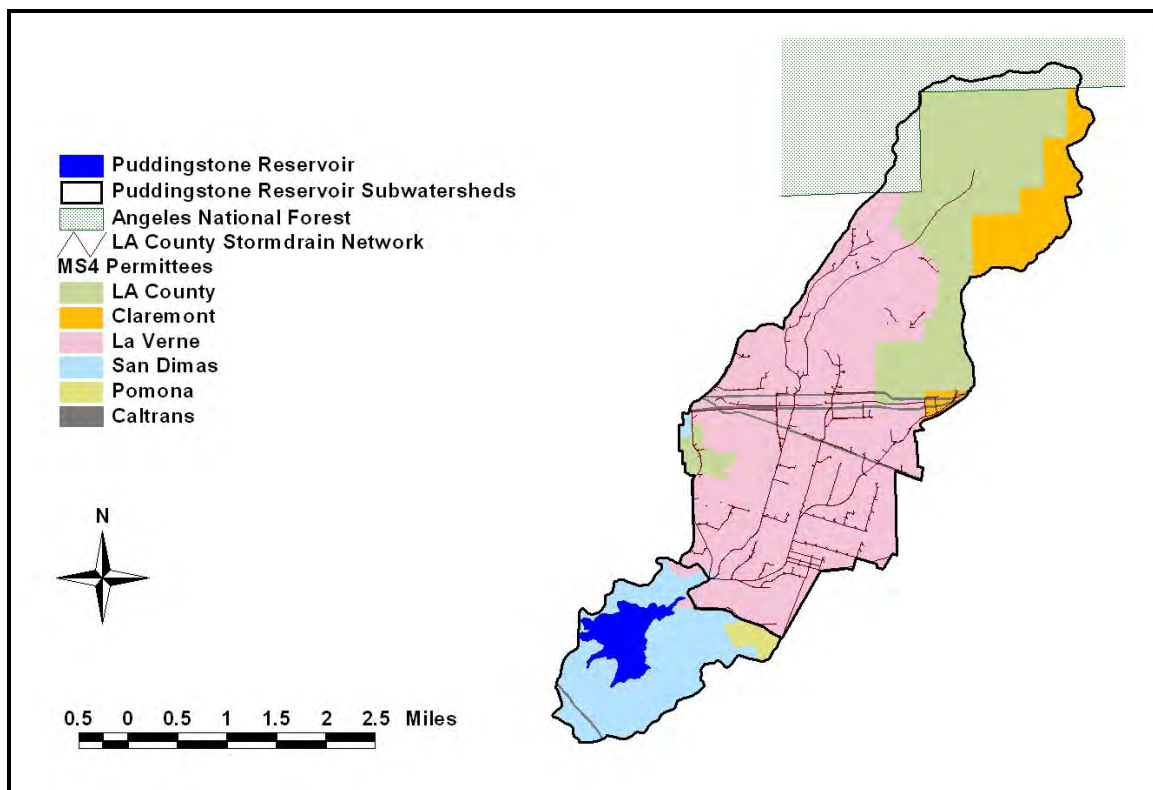 Puddingstone Reservoir
Puddingstone Reservoir Subwatersheds
Angeles National Forest
LA County Stormdrain Network
MS4 Permittees
LA County
Claremont
La Verne
San Dimas
Pomona
Caltrans
N
0.5 0 0.5 1 1.5 2 2.5 Miles